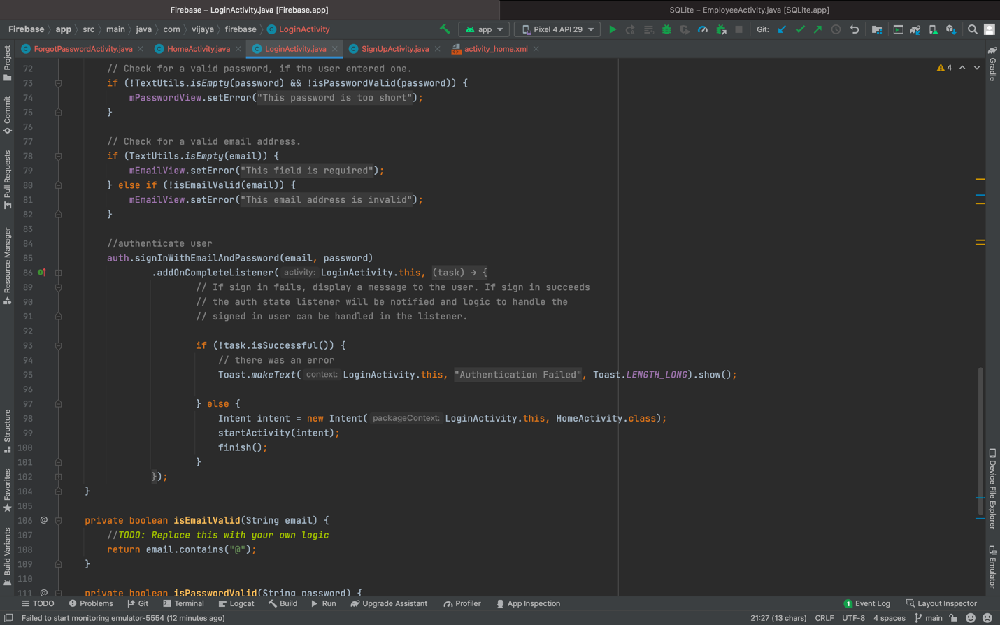 Firebase – LoginActivity.java [Firebase.app]
SQLite – EmployeeActivity.java [SQLite.app]
Firebase app src main java com vijaya firebase LoginActivity
app Pixel 4 API 29 Git:
ForgotPasswordActivity.java HomeActivity.java LoginActivity.java SignUpActivity.java activity_home.xml
4
72 // Check for a valid password, if the user entered one.
73 if (!TextUtils.isEmpty(password) && !isPasswordValid(password)) {
74 mPasswordView.setError("This password is too short");
75 }
76
77 // Check for a valid email address.
78 if (TextUtils.isEmpty(email)) {
79 mEmailView.setError("This field is required");
80 } else if (!isEmailValid(email)) {
81 mEmailView.setError("This email address is invalid");
82 }
83
84 //authenticate user
85 auth.signInWithEmailAndPassword(email, password)
86 .addOnCompleteListener( activity: LoginActivity.this, (task) → {
89 // If sign in fails, display a message to the user. If sign in succeeds
90 // the auth state listener will be notified and logic to handle the
91 // signed in user can be handled in the listener.
92
93 if (!task.isSuccessful()) {
94 // there was an error
95 Toast.makeText( context: LoginActivity.this, "Authentication Failed", Toast.LENGTH_LONG).show();
96
97 } else {
98 Intent intent = new Intent( packageContext: LoginActivity.this, HomeActivity.class);
99 startActivity(intent);
100 finish();
101 }
102 });
104 }
105
106 @ private boolean isEmailValid(String email) {
107 //TODO: Replace this with your own logic
108 return email.contains("@");
109 }
110
111 @ private boolean isPasswordValid(String password) {
Project
Commit
Pull Requests
Resource Manager
Structure
Favorites
Build Variants
Gradle
Device File Explorer
Emulator
TODO Problems Git Terminal Logcat Build Run Upgrade Assistant Profiler App Inspection 1 Event Log Layout Inspector
Failed to start monitoring emulator-5554 (12 minutes ago) 21:27 (13 chars) CRLF UTF-8 4 spaces main